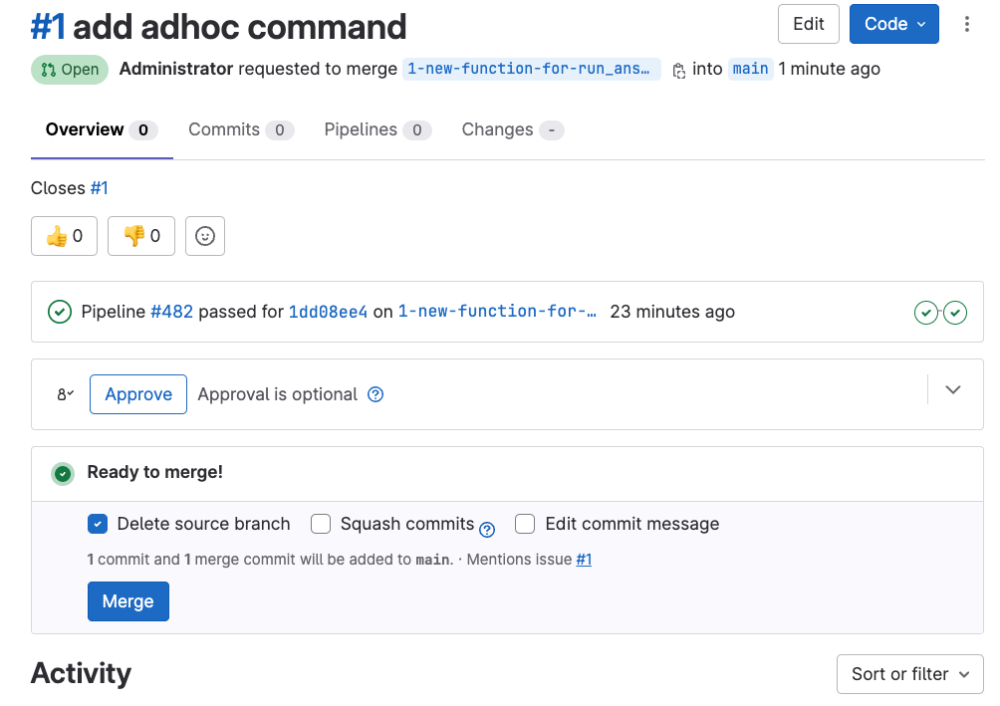 #1 add adhoc command
Edit
Code
Open Administrator requested to merge 1-new-function-for-run_ans… into main 1 minute ago
Overview 0 Commits 0 Pipelines 0 Changes -
Closes #1
👍 0 👎 0
Pipeline #482 passed for 1dd08ee4 on 1-new-function-for-… 23 minutes ago
Approve Approval is optional
Ready to merge!
Delete source branch Squash commits Edit commit message
1 commit and 1 merge commit will be added to main. · Mentions issue #1
Merge
Activity
Sort or filter